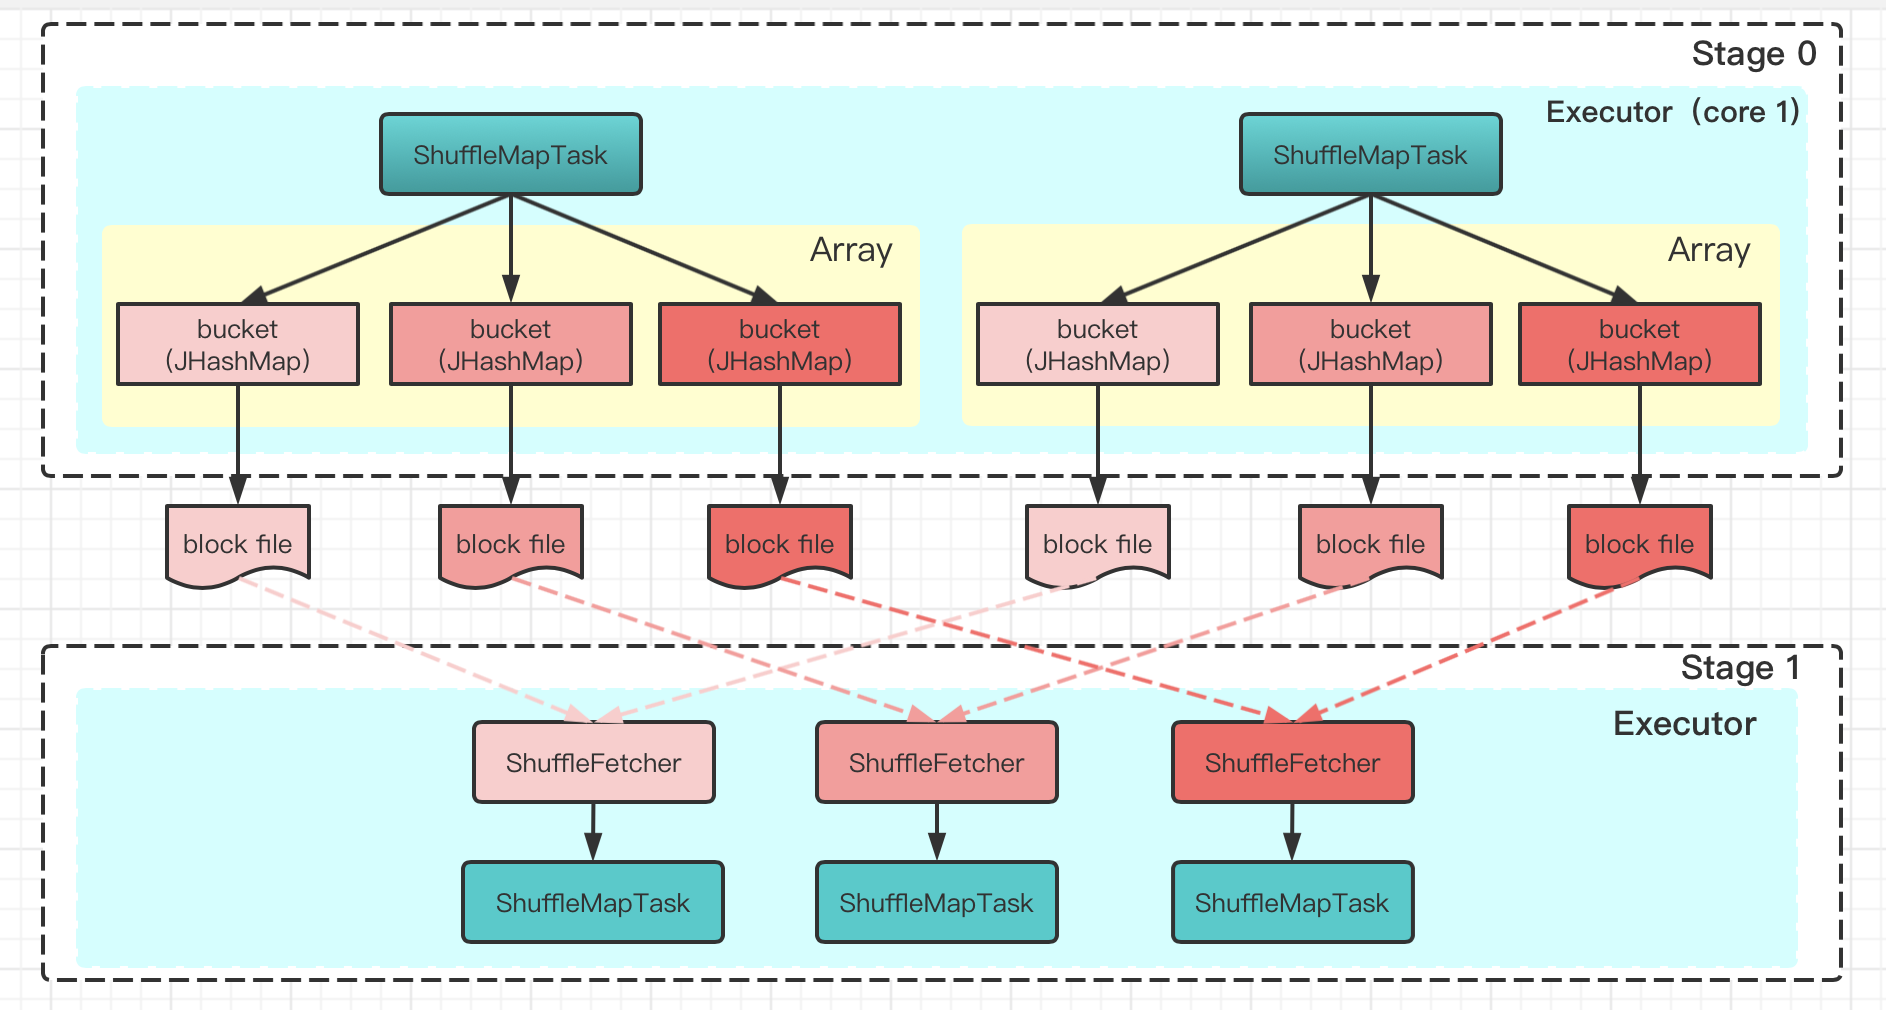 Stage 0
Executor（core 1）
ShuffleMapTask
ShuffleMapTask
Array
Array
bucket
(JHashMap)
bucket
(JHashMap)
bucket
(JHashMap)
bucket
(JHashMap)
bucket
(JHashMap)
bucket
(JHashMap)
block file
block file
block file
block file
block file
block file
Stage 1
Executor
ShuffleFetcher
ShuffleFetcher
ShuffleFetcher
ShuffleMapTask
ShuffleMapTask
ShuffleMapTask